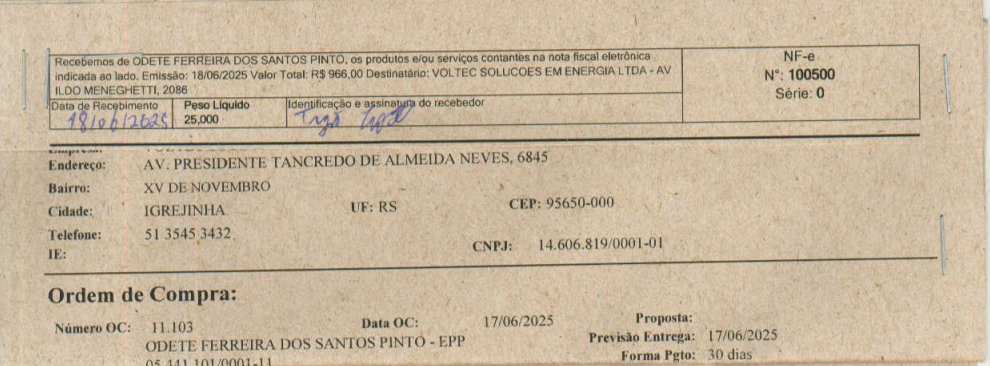 Recebemos de ODETE FERREIRA DOS SANTOS PINTO, os produtos e/ou serviços contantes na nota fiscal eletrônica
indicada ao lado. Emissão: 18/06/2025 Valor Total: R$ 966,00 Destinatário: VOLTEC SOLUCOES EM ENERGIA LTDA - AV
ILDO MENEGHETTI, 2086
NF-e
N°: 100500
Série: 0
Data de Recebimento
18/06/2025
Peso Líquido
25,000
Identificação e assinatura do recebedor
Endereço: AV. PRESIDENTE TANCREDO DE ALMEIDA NEVES, 6845
Bairro: XV DE NOVEMBRO
Cidade: IGREJINHA UF: RS CEP: 95650-000
Telefone: 51 3545 3432
IE: CNPJ: 14.606.819/0001-01
Ordem de Compra:
Número OC: 11.103 Data OC: 17/06/2025 Proposta:
ODETE FERREIRA DOS SANTOS PINTO - EPP Previsão Entrega: 17/06/2025
05.441.101/0001-11 Forma Pgto: 30 dias